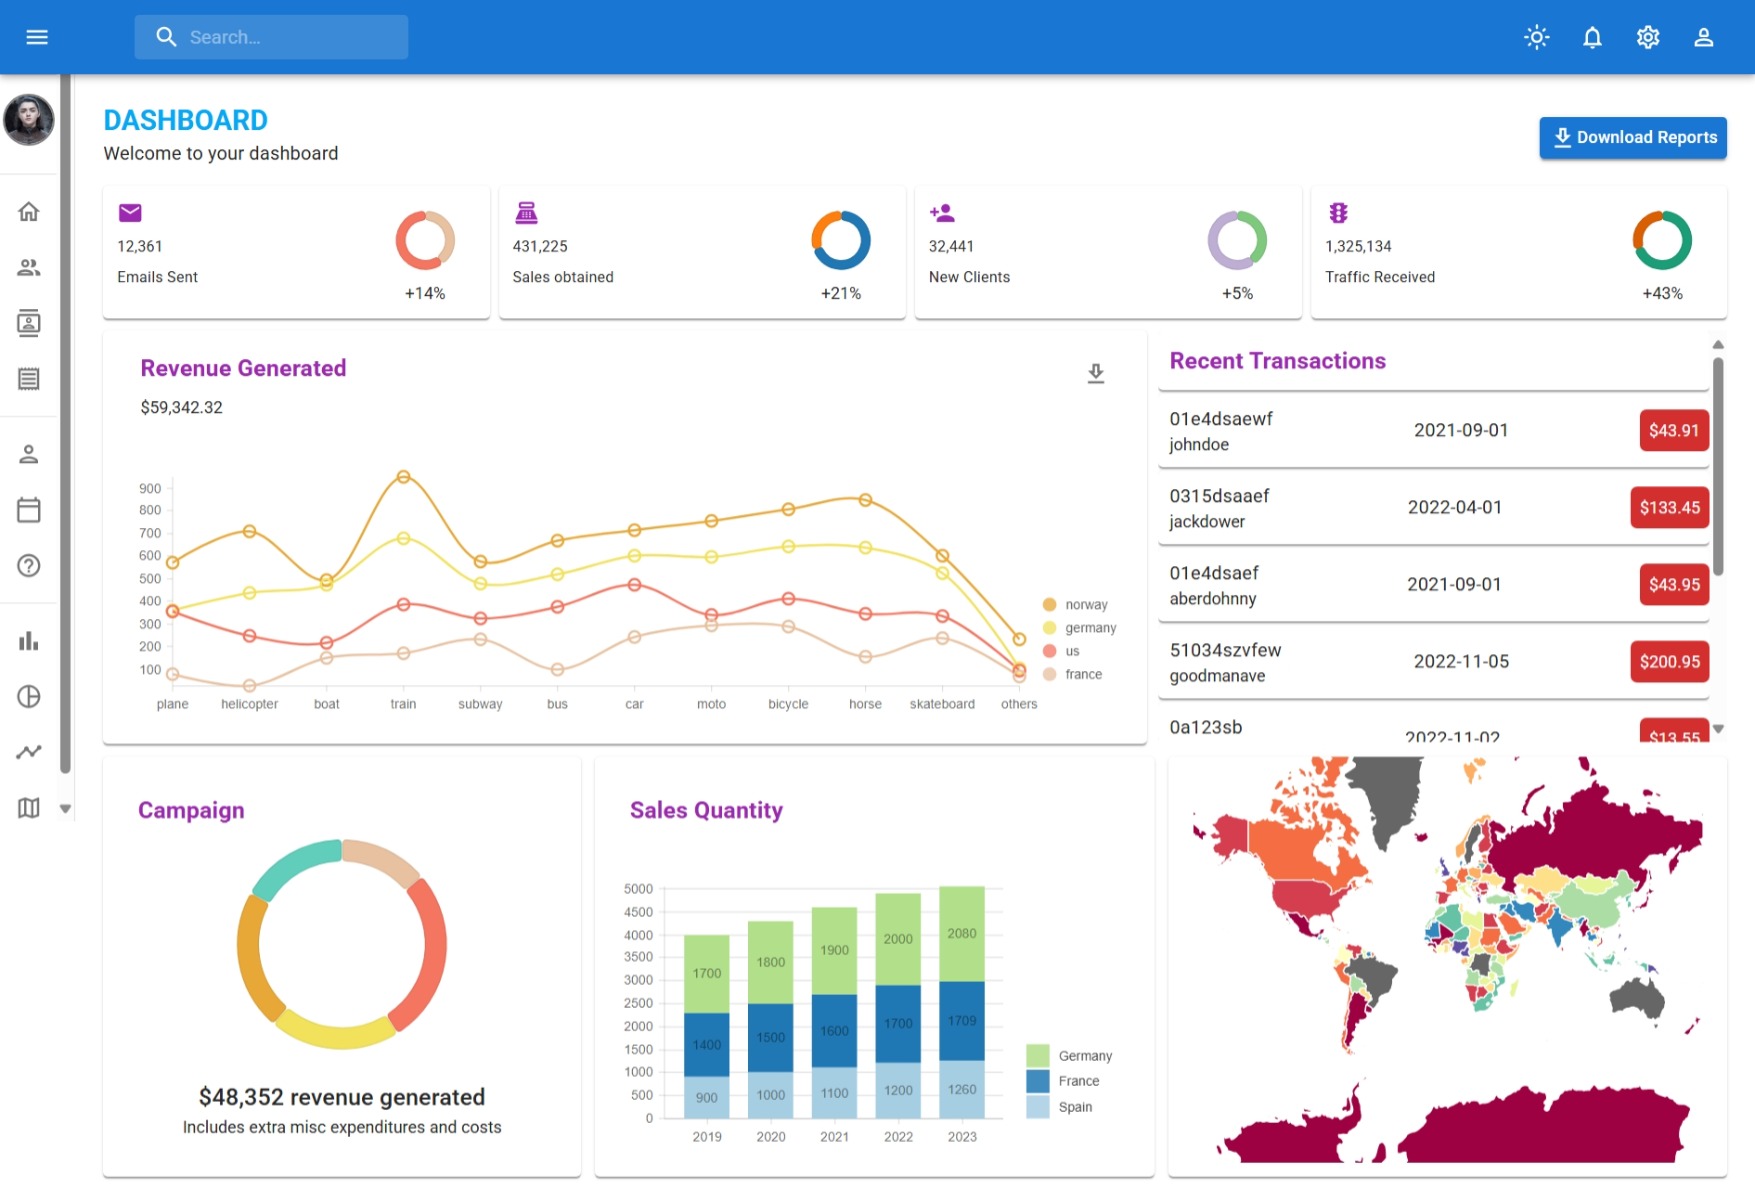 Search...
DASHBOARD
Welcome to your dashboard
Download Reports
12,361
Emails Sent
+14%
431,225
Sales obtained
+21%
32,441
New Clients
+5%
1,325,134
Traffic Received
+43%
Revenue Generated
$59,342.32
900
800
700
600
500
400
300
200
100
plane helicopter boat train subway bus car moto bicycle horse skateboard others
norway
germany
us
france
Recent Transactions
01e4dsaewf
johndoe
2021-09-01
$43.91
0315dsaaef
jackdower
2022-04-01
$133.45
01e4dsaef
aberdohnny
2021-09-01
$43.95
51034szvfew
goodmanave
2022-11-05
$200.95
0a123sb
2022-11-02
$13.55
Campaign
$48,352 revenue generated
Includes extra misc expenditures and costs
Sales Quantity
5000
4500
4000
3500
3000
2500
2000
1500
1000
500
0
1700 1800 1900 2000 2080
1400 1500 1600 1700 1709
900 1000 1100 1200 1260
2019 2020 2021 2022 2023
Germany
France
Spain